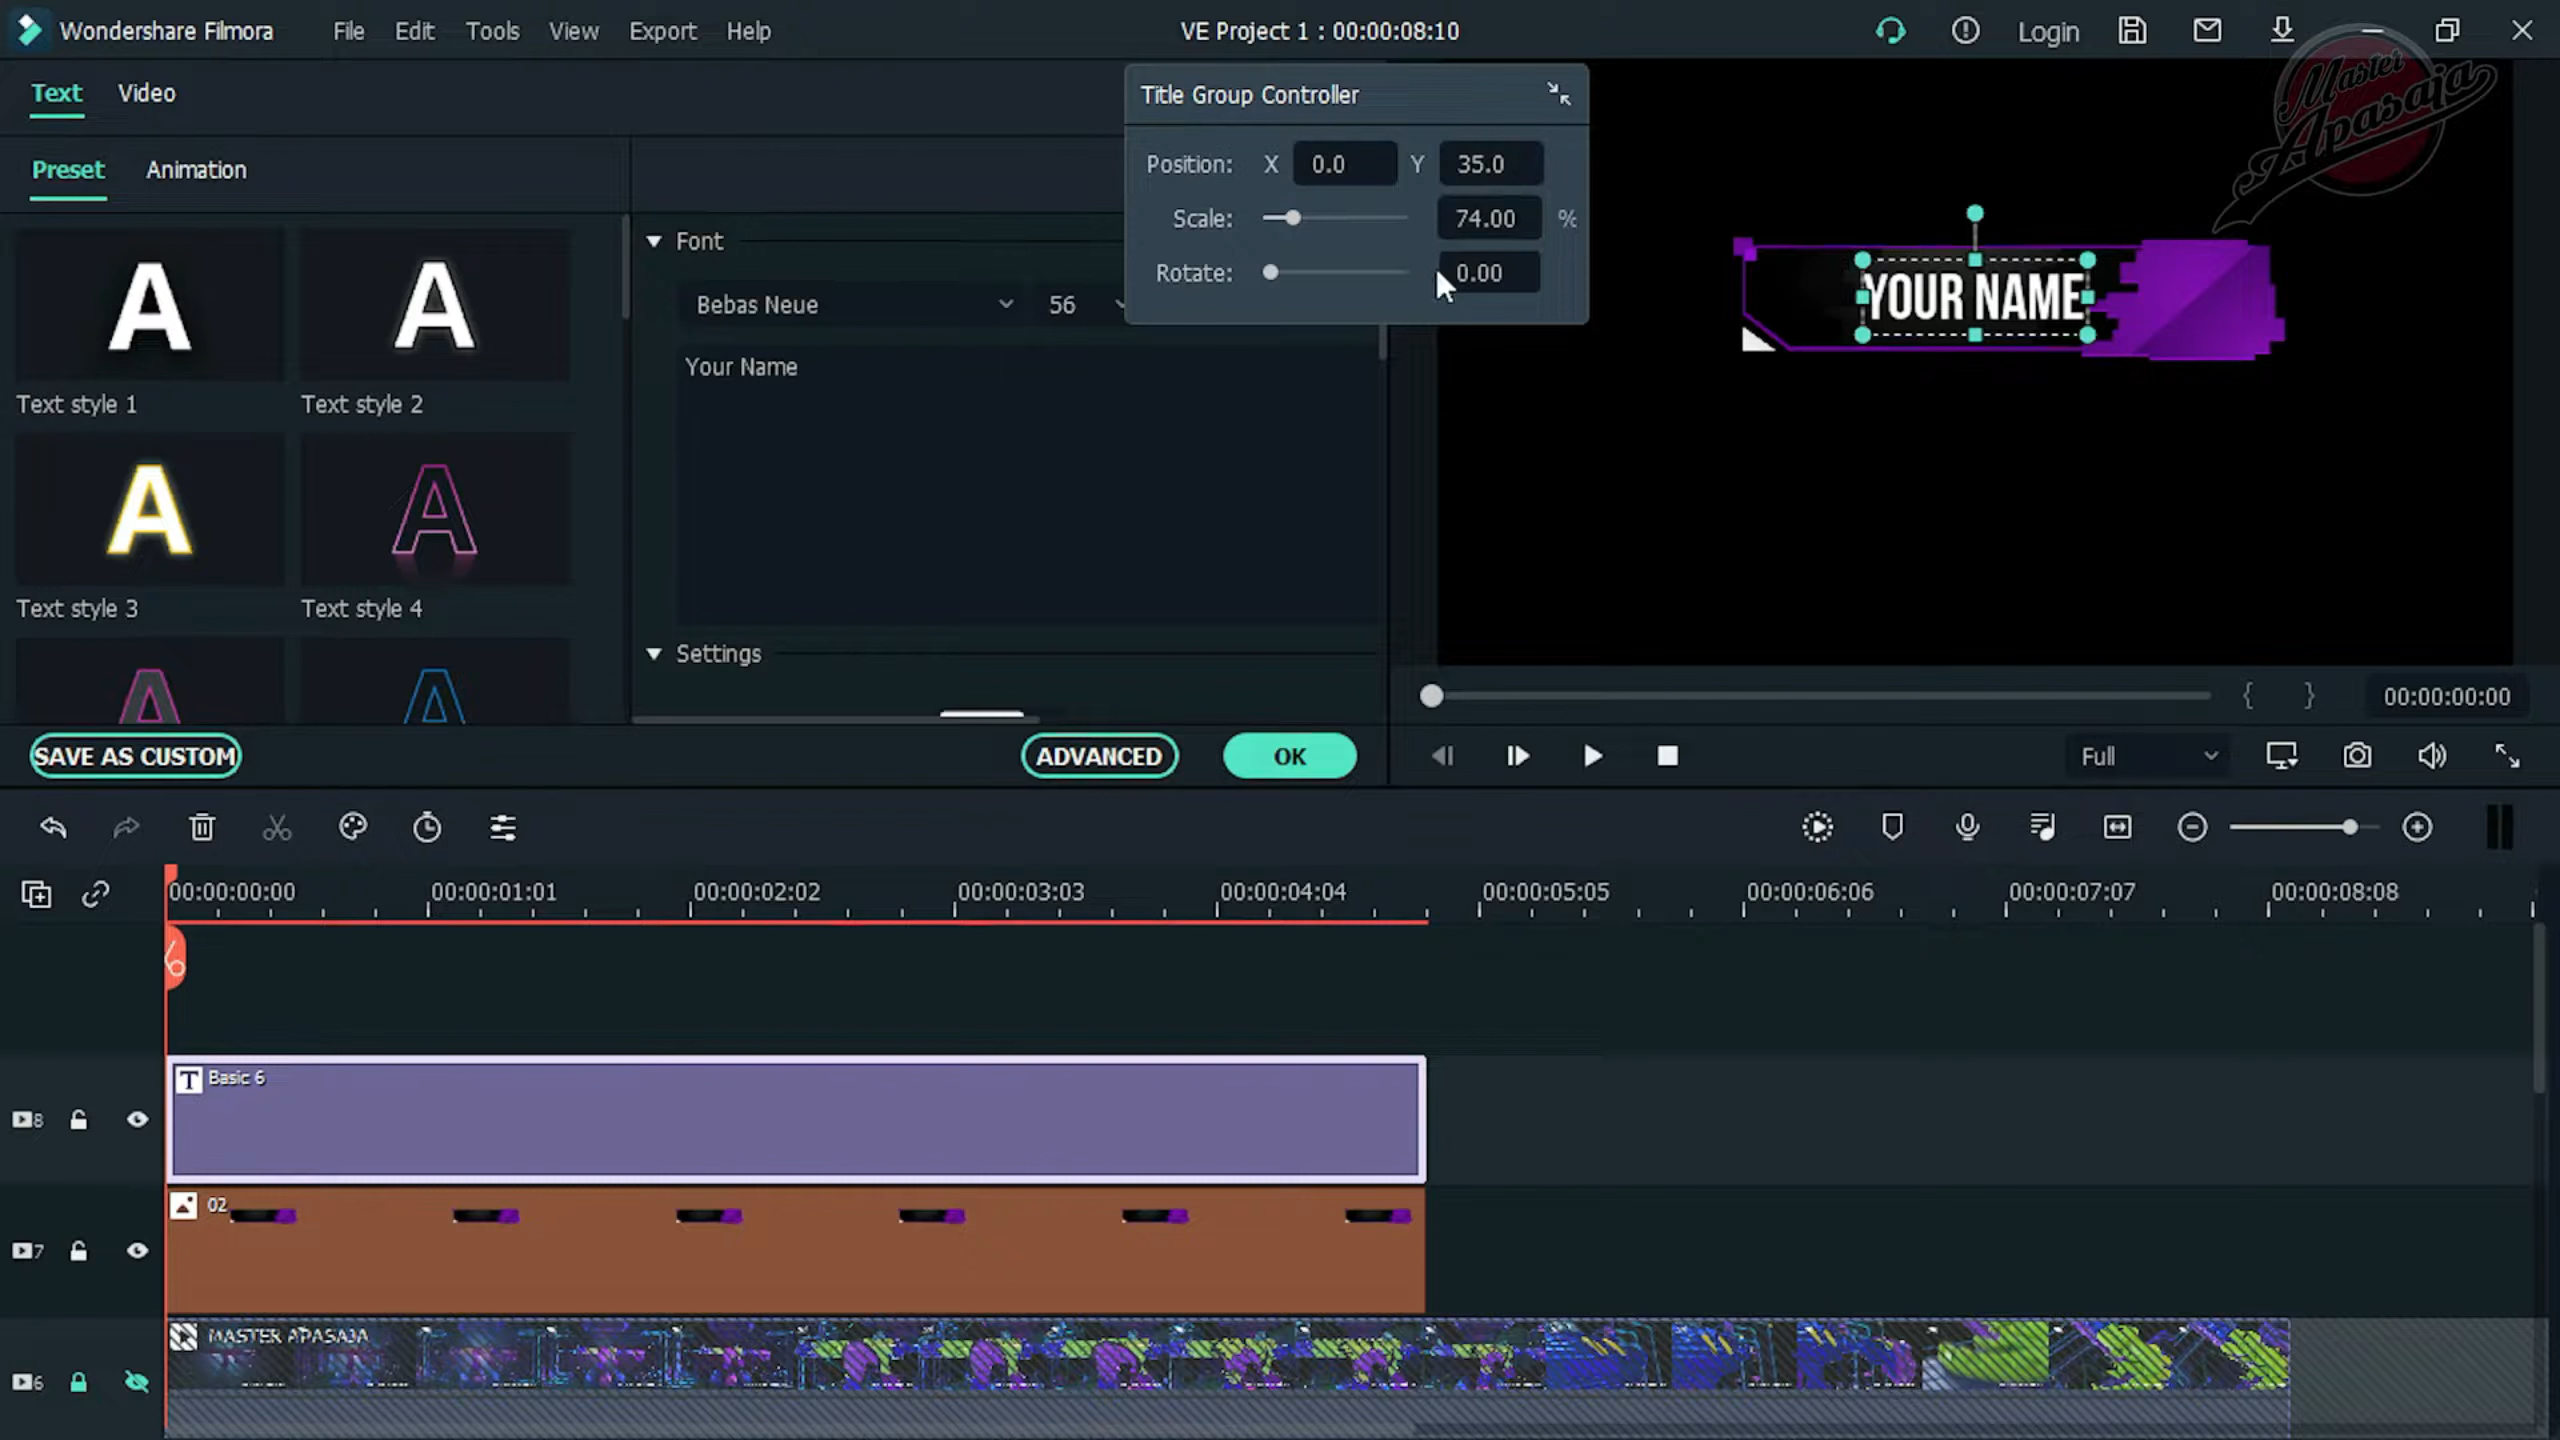 Wondershare Filmora File Edit Tools View Export Help VE Project 1 : 00:00:08:10 Login
Master
Apasaja
Text Video
Title Group Controller
Preset Animation
Position: X 0.0 Y 35.0
Scale: 74.00 %
Rotate: 0.00
Font
Bebas Neue 56
Your Name
A A
Text style 1 Text style 2
A A
Text style 3 Text style 4
A A
Settings
YOUR NAME
{ } 00:00:00:00
SAVE AS CUSTOM ADVANCED OK
Full
00:00:00:00 00:00:01:01 00:00:02:02 00:00:03:03 00:00:04:04 00:00:05:05 00:00:06:06 00:00:07:07 00:00:08:08
T Basic 6
8
02
7
MASTER APASAJA
6